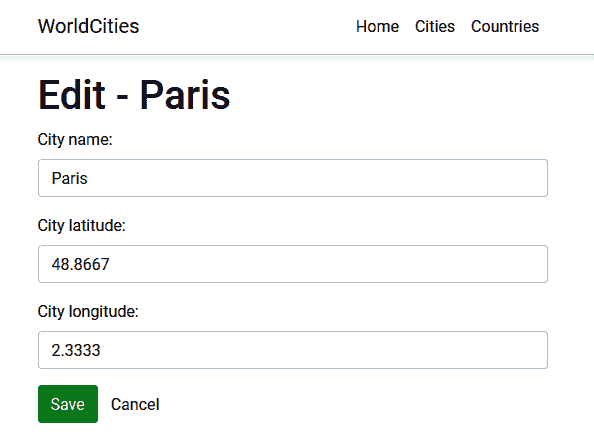 WorldCities Home Cities Countries
Edit - Paris
City name:
Paris
City latitude:
48.8667
City longitude:
2.3333
Save Cancel